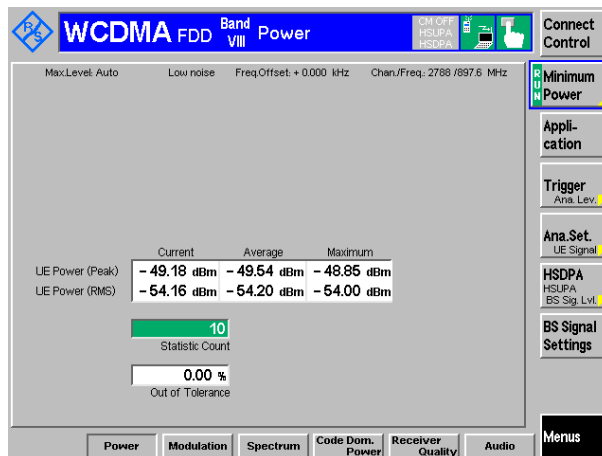 R&S
WCDMA FDD Band VIII Power
CM OFF
HSUPA
HSDPA
Connect Control
Max.Level: Auto Low noise Freq.Offset: + 0.000 kHz Chan./Freq.: 2788 /897.6 MHz
RUN
Minimum Power
Appli-
cation
Trigger
Ana. Lev.
Ana.Set.
UE Signal
HSDPA
HSUPA
BS Sig. Lvl.
BS Signal
Settings
Current Average Maximum
UE Power (Peak) - 49.18 dBm - 49.54 dBm - 48.85 dBm
UE Power (RMS) - 54.16 dBm - 54.20 dBm - 54.00 dBm
10
Statistic Count
0.00 %
Out of Tolerance
Power Modulation Spectrum Code Dom. Power Receiver Quality Audio
Menus